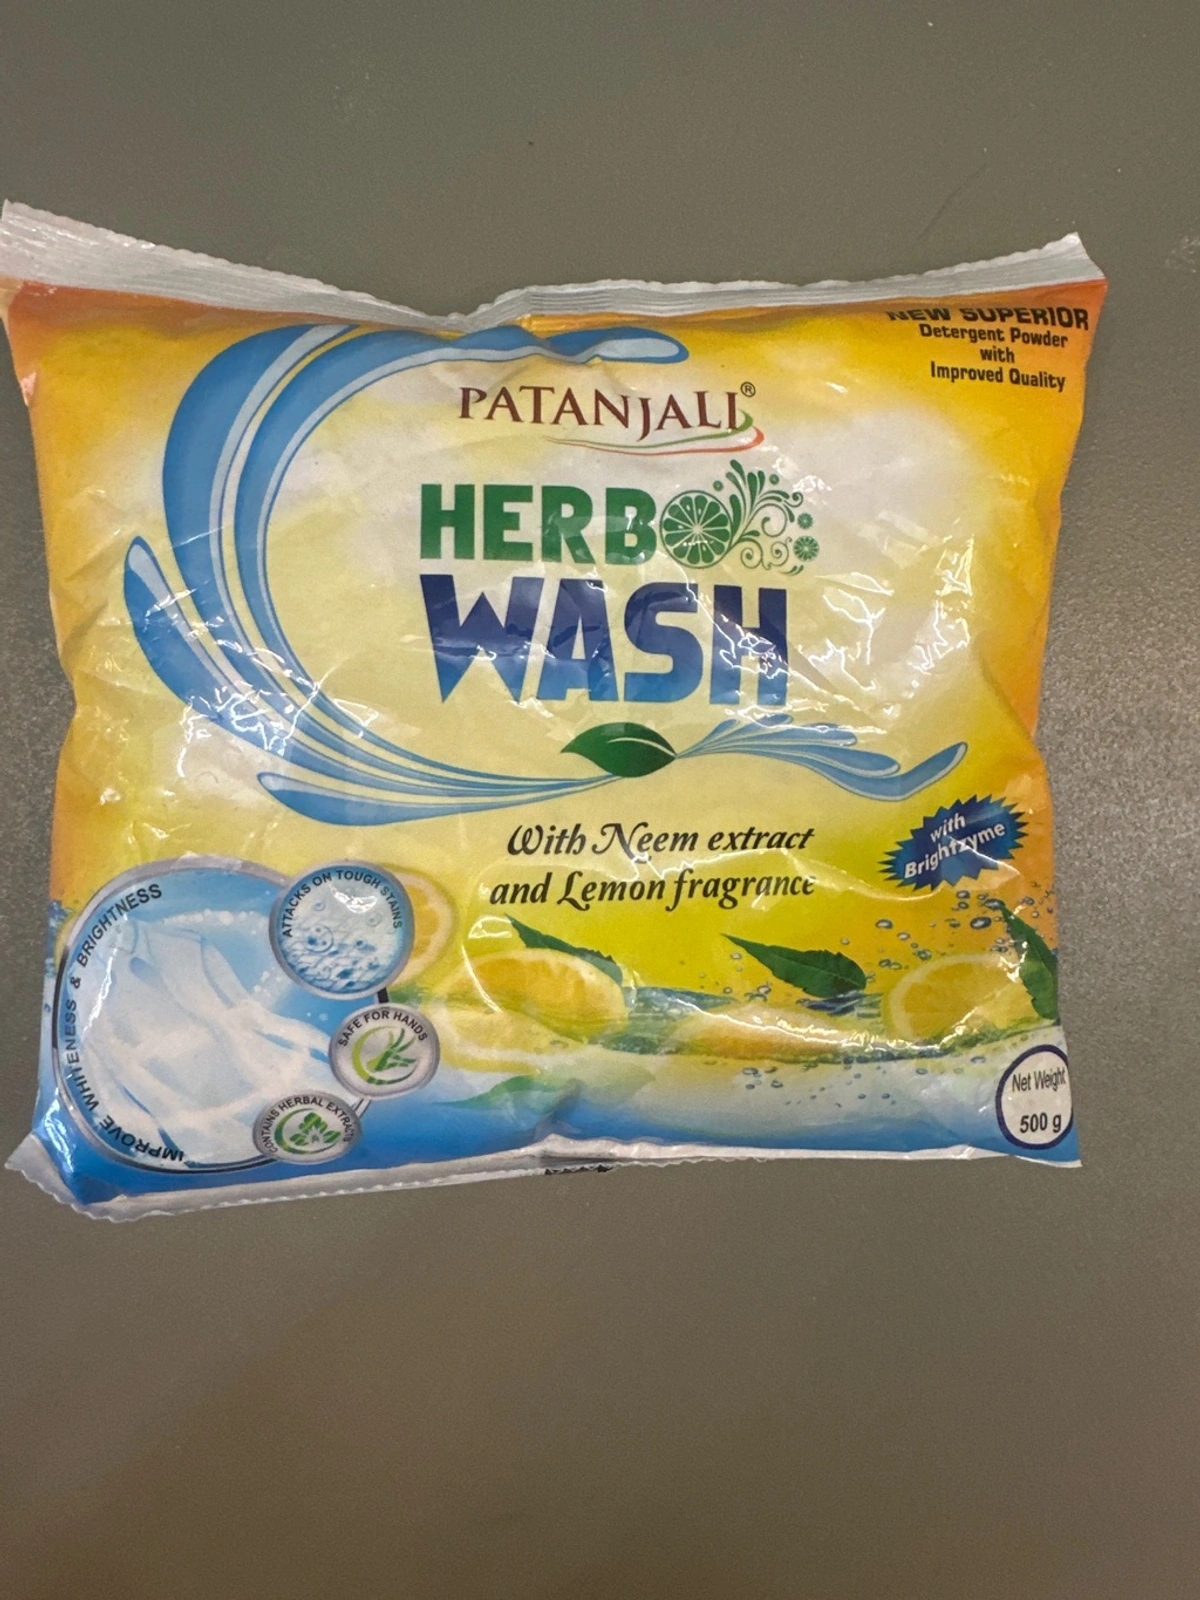 NEW SUPERIOR
Detergent Powder
with
Improved Quality
PATANJALI®
HERBO
WASH
With Neem extract
and Lemon fragrance
with
Brightzyme
IMPROVE WHITENESS & BRIGHTNESS
ATTACKS ON TOUGH STAINS
SAFE FOR HANDS
CONTAINS HERBAL EXTRACTS
Net Weight
500 g